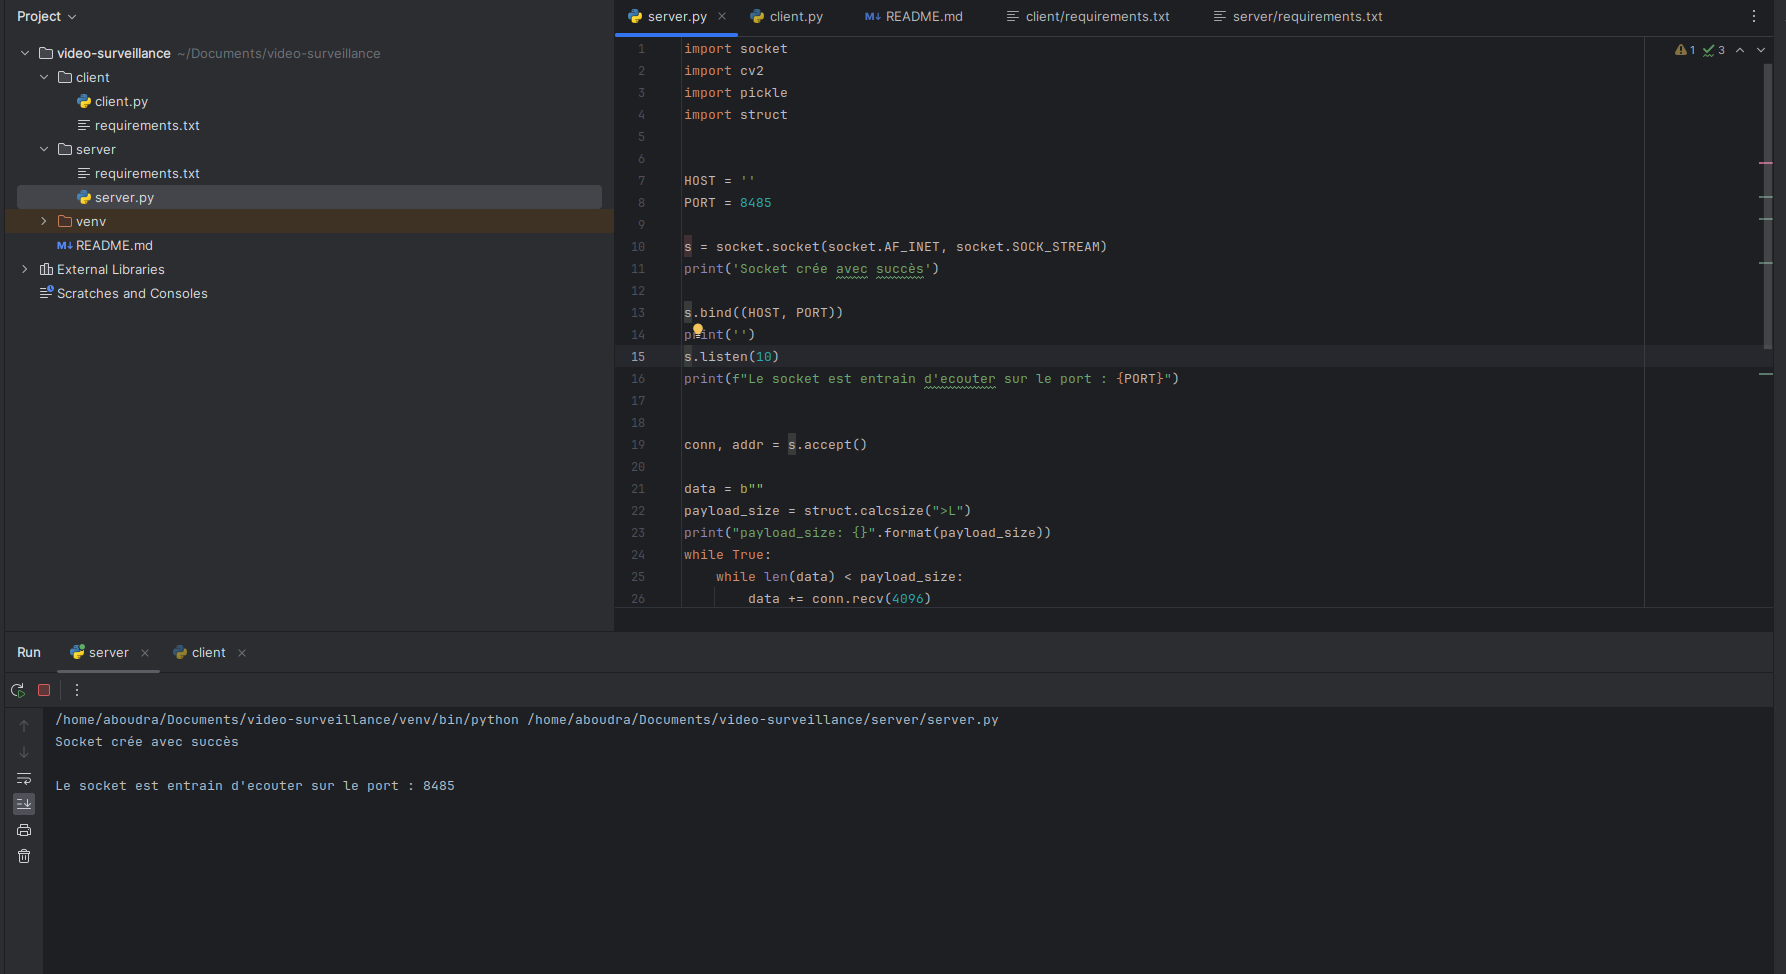 Project
video-surveillance ~/Documents/video-surveillance
client
client.py
requirements.txt
server
requirements.txt
server.py
venv
README.md
External Libraries
Scratches and Consoles
server.py
client.py
README.md
client/requirements.txt
server/requirements.txt
1 3
1 import socket
2 import cv2
3 import pickle
4 import struct
5
6
7 HOST = ''
8 PORT = 8485
9
10 s = socket.socket(socket.AF_INET, socket.SOCK_STREAM)
11 print('Socket crée avec succès')
12
13 s.bind((HOST, PORT))
14 print('')
15 s.listen(10)
16 print(f"Le socket est entrain d'ecouter sur le port : {PORT}")
17
18
19 conn, addr = s.accept()
20
21 data = b""
22 payload_size = struct.calcsize(">L")
23 print("payload_size: {}".format(payload_size))
24 while True:
25 while len(data) < payload_size:
26 data += conn.recv(4096)
Run
server
client
/home/aboudra/Documents/video-surveillance/venv/bin/python /home/aboudra/Documents/video-surveillance/server/server.py
Socket crée avec succès
Le socket est entrain d'ecouter sur le port : 8485